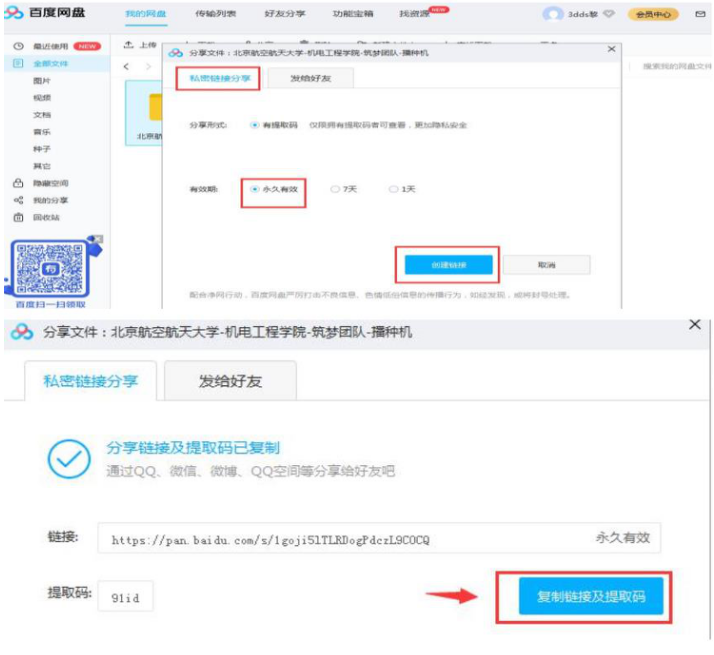 百度网盘 我的网盘 传输列表 好友分享 功能宝箱 找资源 NEW 3dds黎 会员中心
最近使用 NEW 上传
分享文件：北京航空航天大学-机电工程学院-筑梦团队-播种机
全部文件
搜索我的网盘文件
私密链接分享 发给好友
图片
视频
文档
音乐
种子
其它
隐藏空间
我的分享
回收站
北京航
分享形式: 有提取码 仅限拥有提取码者可查看，更加隐私安全
有效期: 永久有效 7天 1天
创建链接 取消
配合净网行动，百度网盘严厉打击不良信息、色情低俗信息的传播行为，如经发现，或将封号处理。
百度扫一扫领取
分享文件：北京航空航天大学-机电工程学院-筑梦团队-播种机
私密链接分享 发给好友
分享链接及提取码已复制
通过QQ、微信、微博、QQ空间等分享给好友吧
链接: https://pan.baidu.com/s/1goji5lTLRDogPdczL9COCQ 永久有效
提取码: 91id 复制链接及提取码